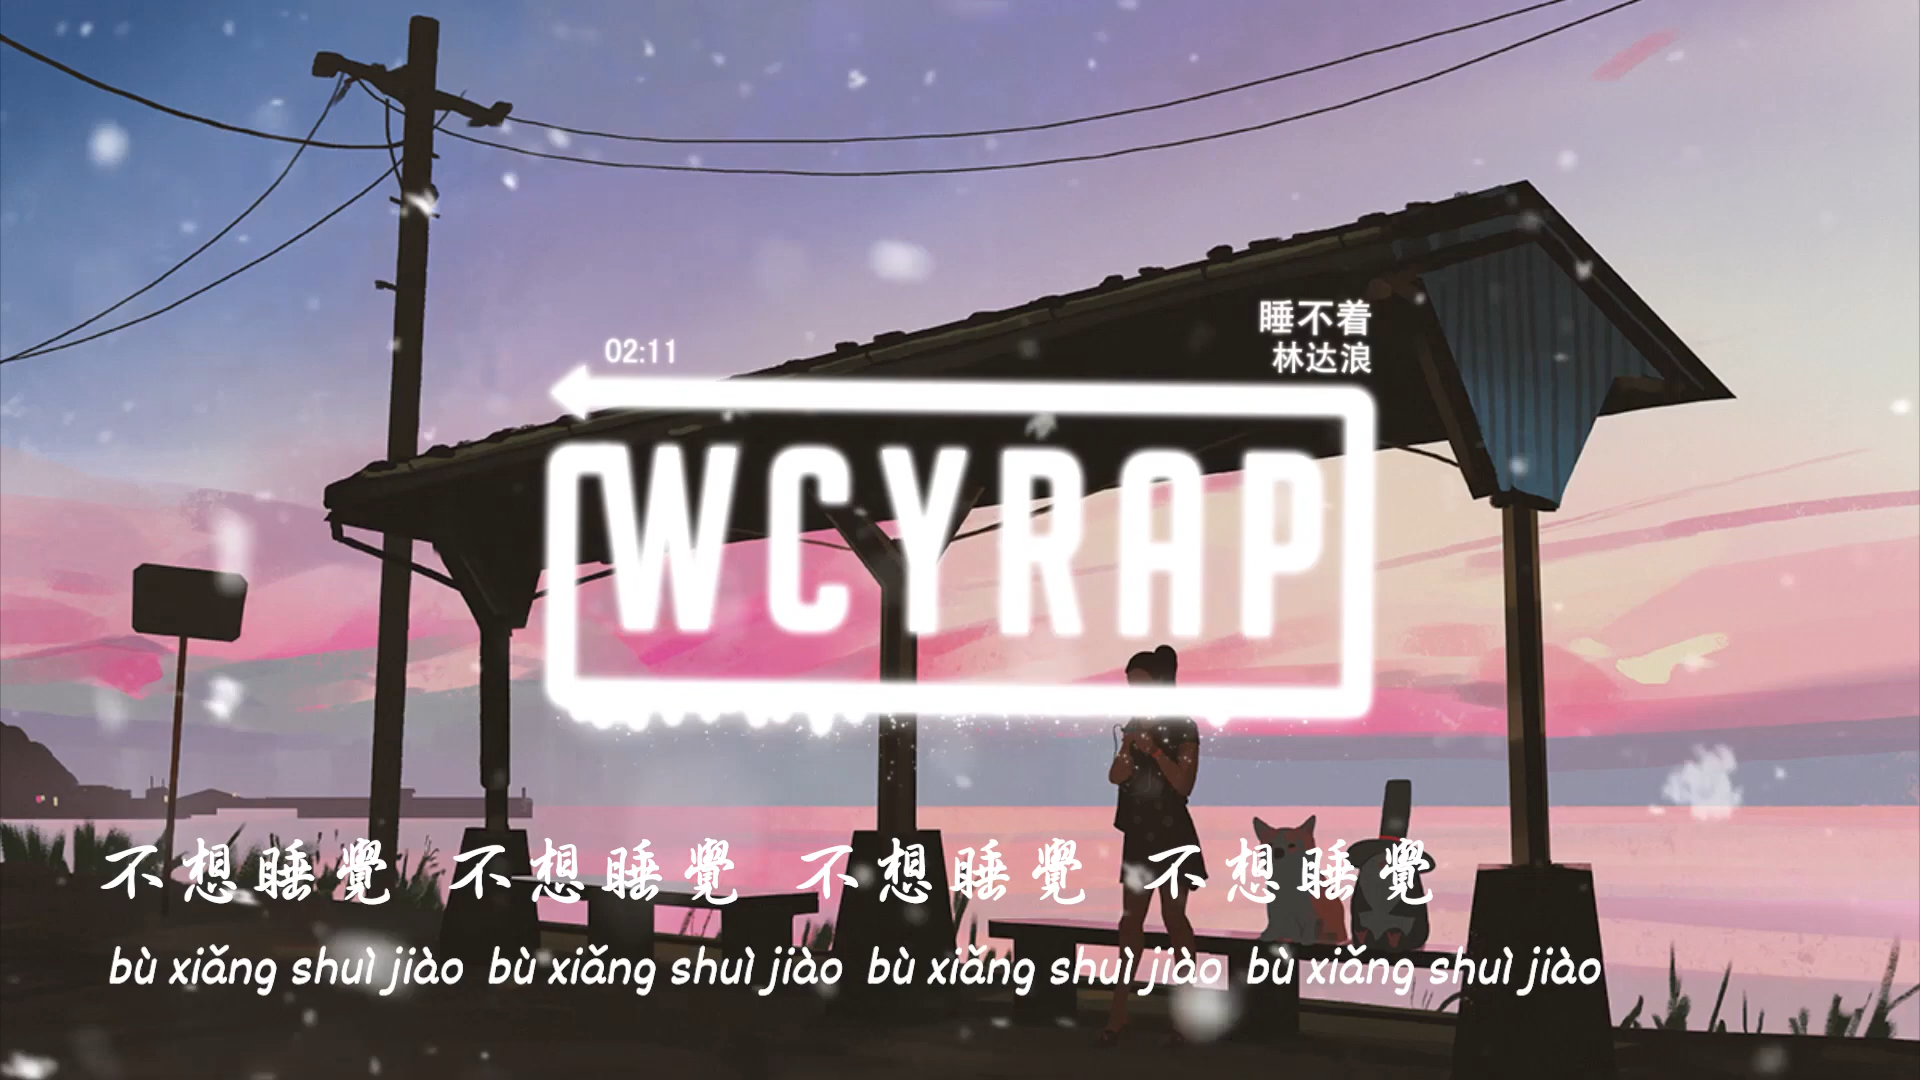 睡不着
02:11
林达浪
WCYRAP
不想睡覺 不想睡覺 不想睡覺 不想睡覺
bù xiǎng shuì jiào bù xiǎng shuì jiào bù xiǎng shuì jiào bù xiǎng shuì jiào